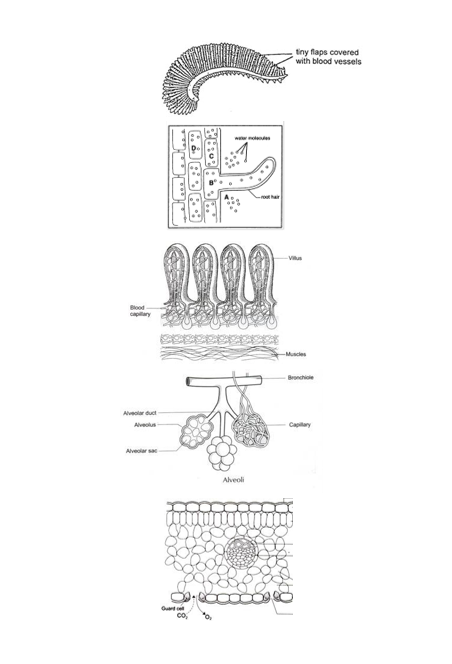 tiny flaps covered
with blood vessels
water molecules
D
C
B
A
root hair
Villus
Blood
capillary
Muscles
Bronchiole
Alveolar duct
Alveolus
Capillary
Alveolar sac
Alveoli
Guard cell
CO₂
O₂